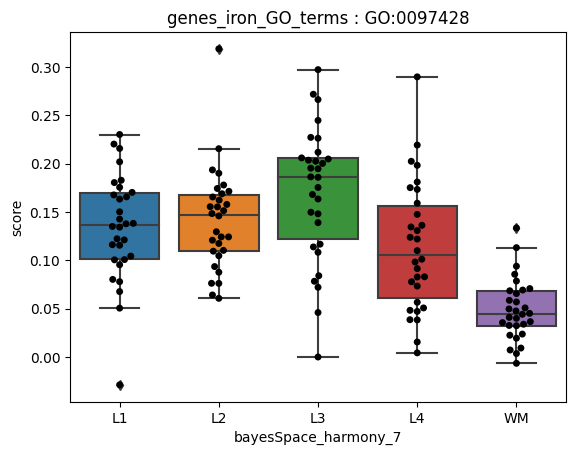 genes_iron_GO_terms : GO:0097428
score
0.30
0.25
0.20
0.15
0.10
0.05
0.00
L1 L2 L3 L4 WM
bayesSpace_harmony_7